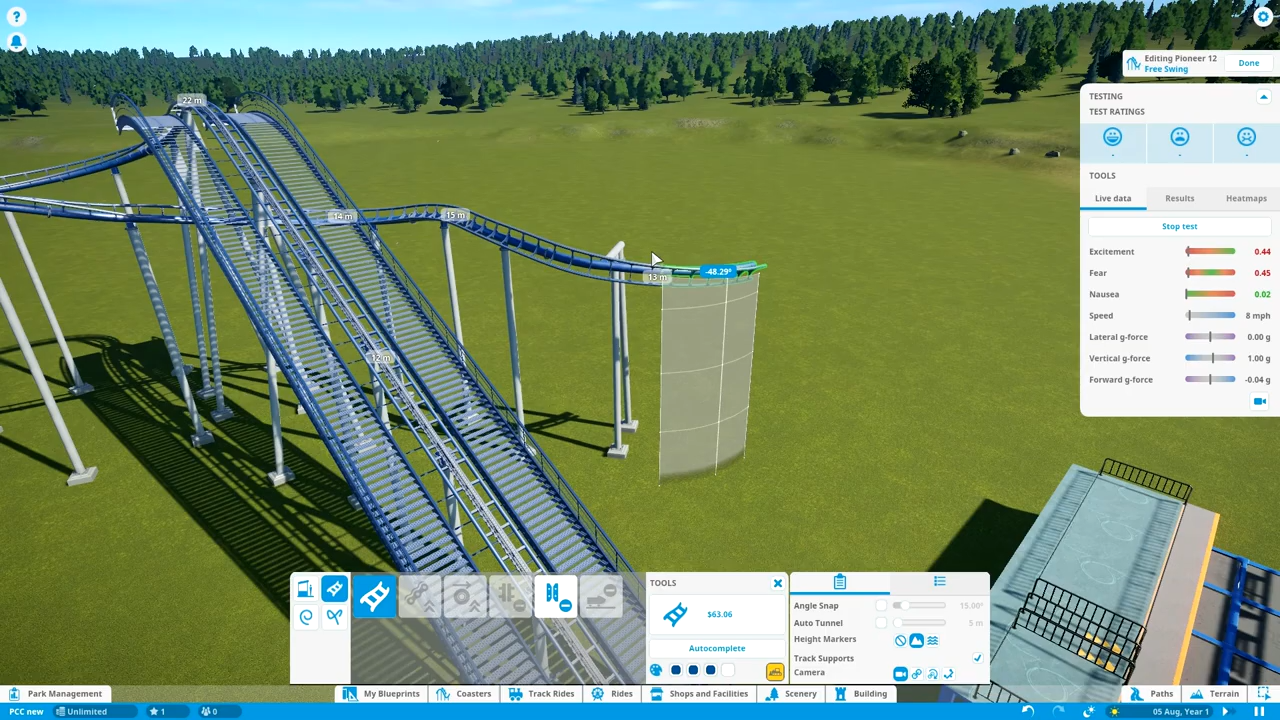 ?
Editing Pioneer 12
Free Swing
Done
TESTING
TEST RATINGS
-
-
-
TOOLS
Live data
Results
Heatmaps
Stop test
Excitement
0.44
Fear
0.45
Nausea
0.02
Speed
8 mph
Lateral g-force
0.00 g
Vertical g-force
1.00 g
Forward g-force
-0.04 g
22 m
14 m
15 m
13 m
-48.29°
12 m
TOOLS
$63.06
Autocomplete
Angle Snap
15.00°
Auto Tunnel
5 m
Height Markers
Track Supports
Camera
Park Management
My Blueprints
Coasters
Track Rides
Rides
Shops and Facilities
Scenery
Building
Paths
Terrain
PCC new
Unlimited
1
0
05 Aug, Year 1